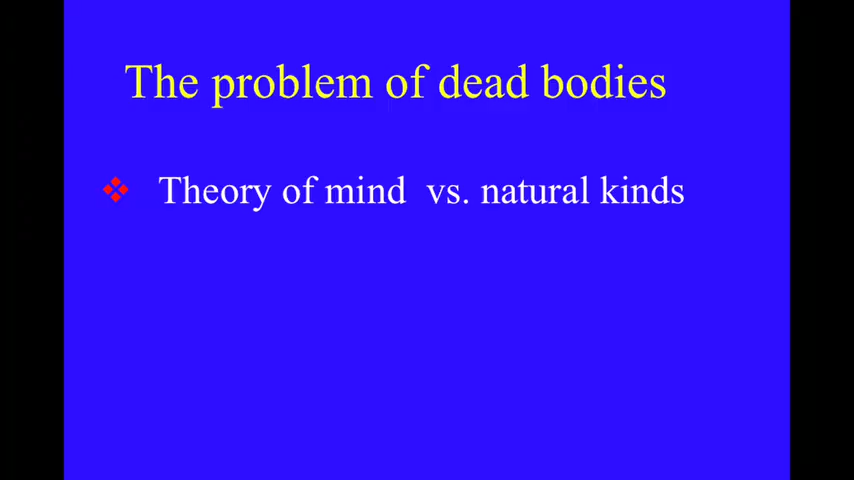 The problem of dead bodies
Theory of mind vs. natural kinds